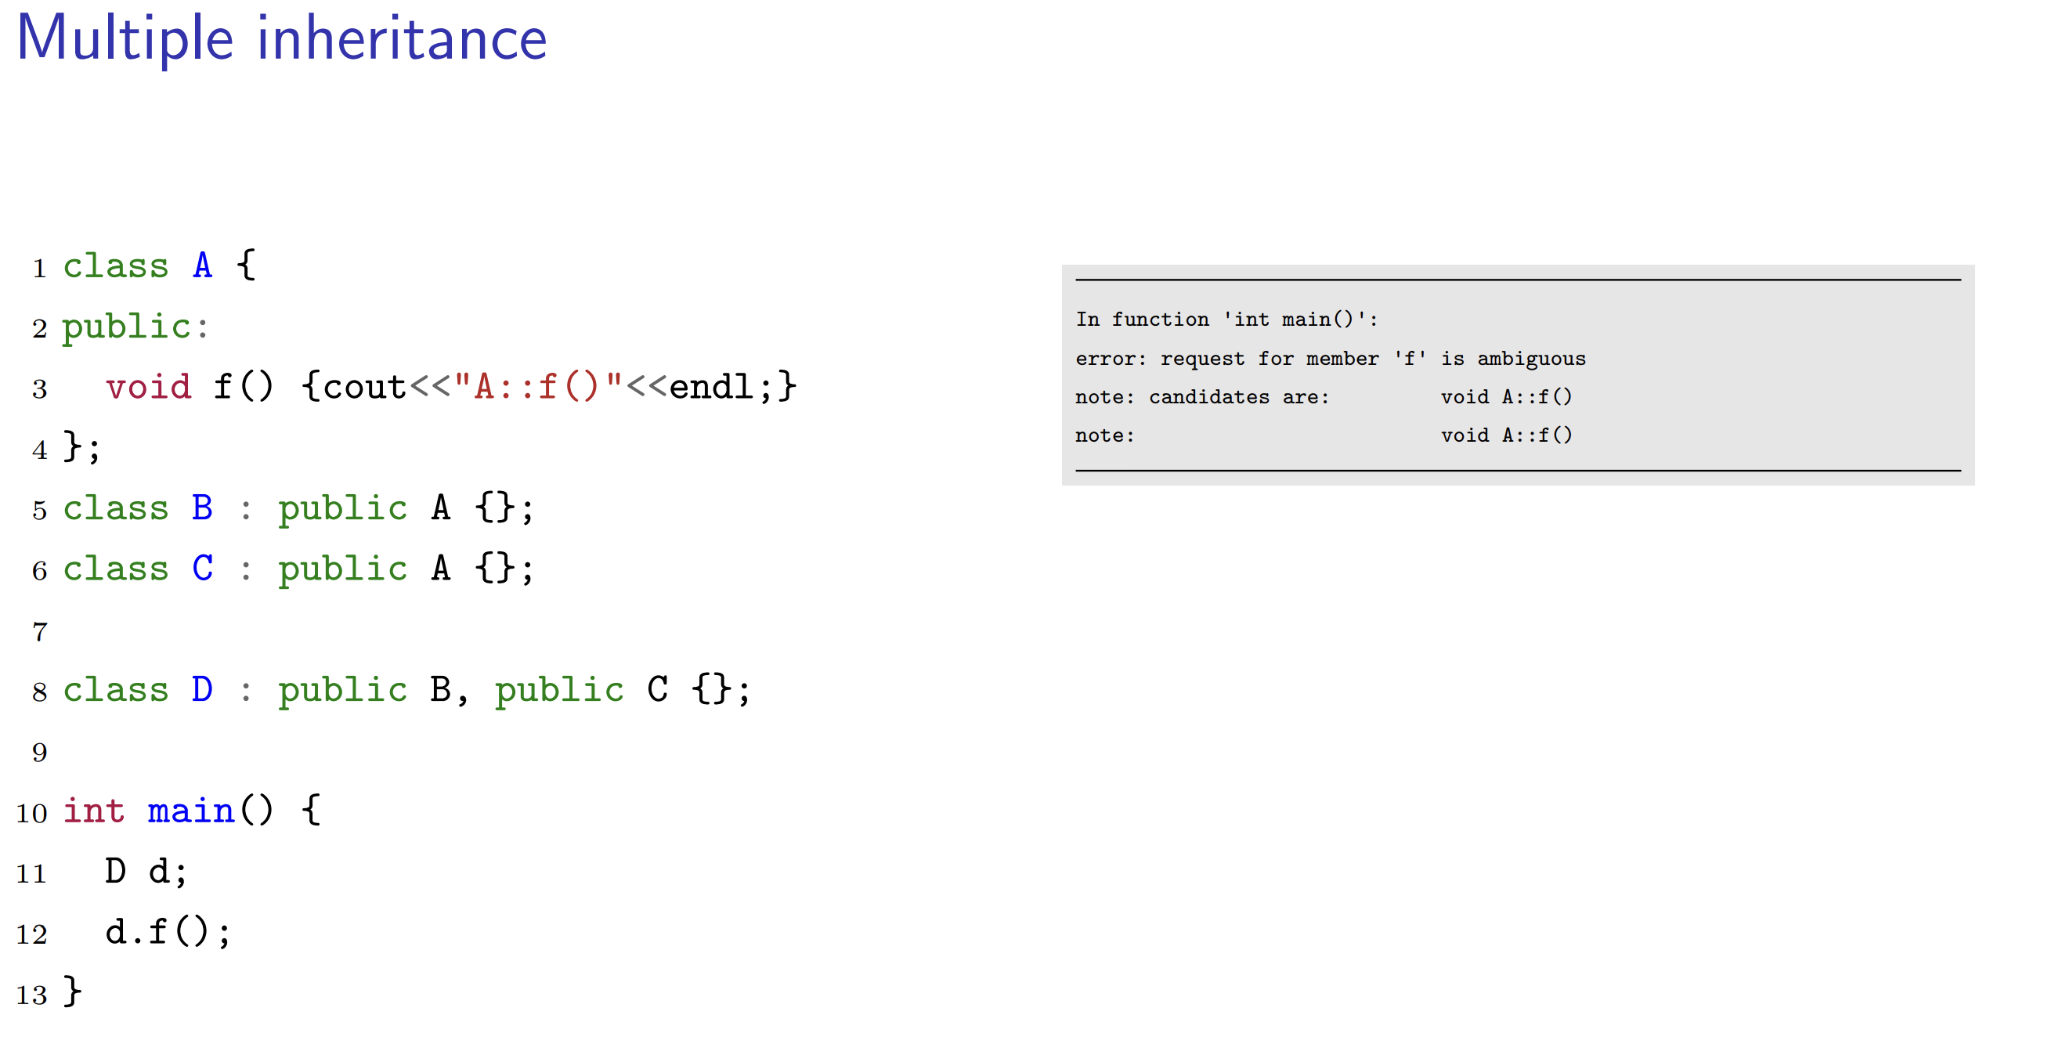 Multiple inheritance
1 class A {
2 public:
3   void f() {cout<<"A::f()"<<endl;}
4 };
5 class B : public A {};
6 class C : public A {};
7
8 class D : public B, public C {};
9
10 int main() {
11   D d;
12   d.f();
13 }
In function 'int main()':
error: request for member 'f' is ambiguous
note: candidates are:         void A::f()
note:                         void A::f()